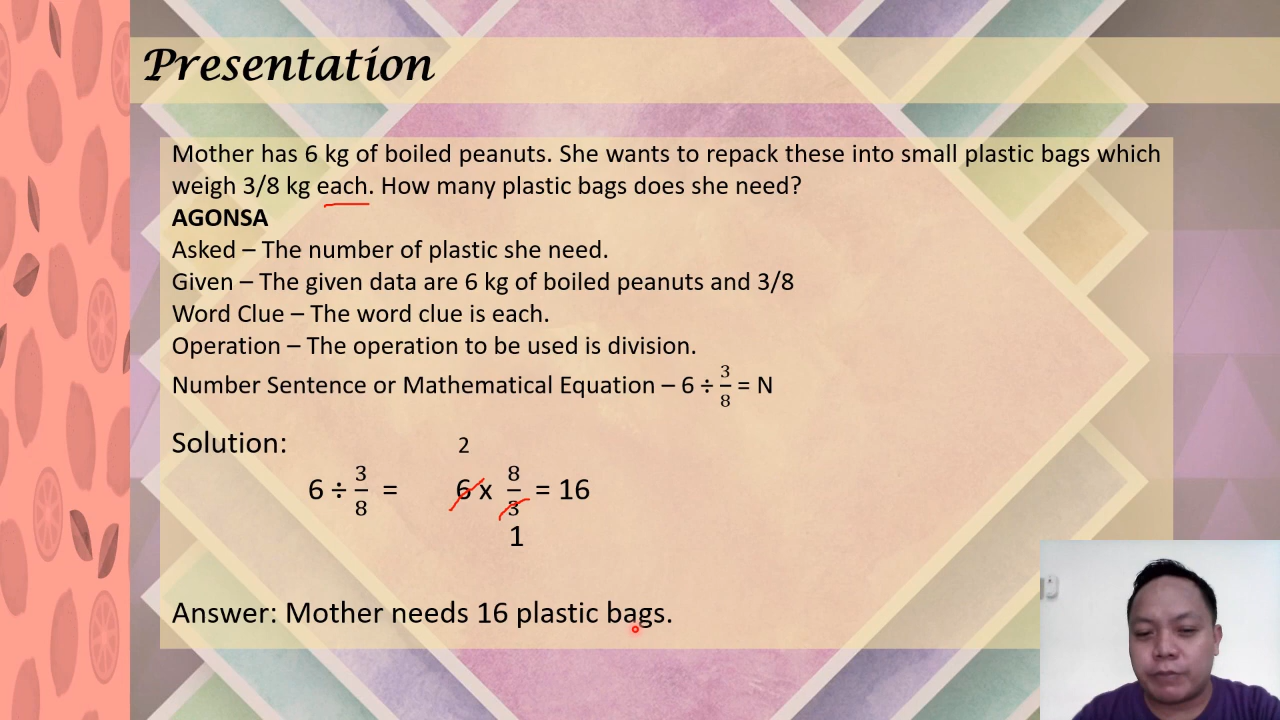 Presentation
Mother has 6 kg of boiled peanuts. She wants to repack these into small plastic bags which
weigh 3/8 kg each. How many plastic bags does she need?
AGONSA
Asked – The number of plastic she need.
Given – The given data are 6 kg of boiled peanuts and 3/8
Word Clue – The word clue is each.
Operation – The operation to be used is division.
Number Sentence or Mathematical Equation – 6 ÷ 3/8 = N
Solution:
2
6 ÷ 3/8 = 6 x 8/3 = 16
1
Answer: Mother needs 16 plastic bags.